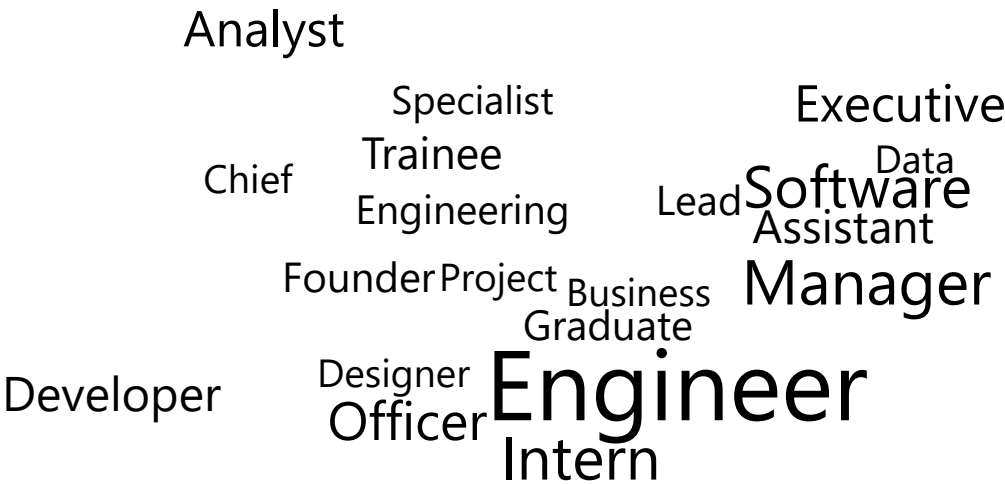 Analyst
Specialist
Executive
Trainee
Data
Chief
Software
Lead
Engineering
Assistant
Founder
Project
Manager
Business
Graduate
Designer
Engineer
Developer
Officer
Intern